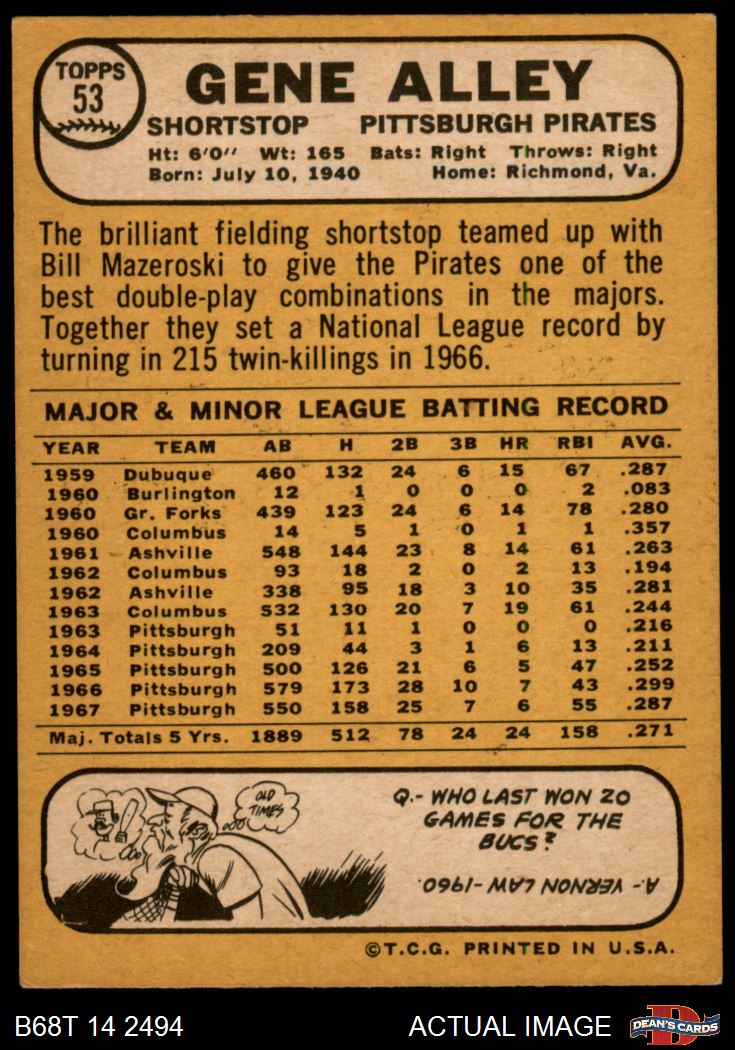 TOPPS
53
GENE ALLEY
SHORTSTOP PITTSBURGH PIRATES
Ht: 6'0'' Wt: 165 Bats: Right Throws: Right
Born: July 10, 1940 Home: Richmond, Va.
The brilliant fielding shortstop teamed up with
Bill Mazeroski to give the Pirates one of the
best double-play combinations in the majors.
Together they set a National League record by
turning in 215 twin-killings in 1966.
MAJOR & MINOR LEAGUE BATTING RECORD
YEAR TEAM AB H 2B 3B HR RBI AVG.
1959 Dubuque 460 132 24 6 15 67 .287
1960 Burlington 12 1 0 0 0 2 .083
1960 Gr. Forks 439 123 24 6 14 78 .280
1960 Columbus 14 5 1 0 1 1 .357
1961 Ashville 548 144 23 8 14 61 .263
1962 Columbus 93 18 2 0 2 13 .194
1962 Ashville 338 95 18 3 10 35 .281
1963 Columbus 532 130 20 7 19 61 .244
1963 Pittsburgh 51 11 1 0 0 0 .216
1964 Pittsburgh 209 44 3 1 6 13 .211
1965 Pittsburgh 500 126 21 6 5 47 .252
1966 Pittsburgh 579 173 28 10 7 43 .299
1967 Pittsburgh 550 158 25 7 6 55 .287
Maj. Totals 5 Yrs. 1889 512 78 24 24 158 .271
OLD
TIMES
Q.- WHO LAST WON 20
GAMES FOR THE
BUCS?
A.- VERNON LAW -1960.
©T.C.G. PRINTED IN U.S.A.
B68T 14 2494 ACTUAL IMAGE
D
DEAN'S CARDS